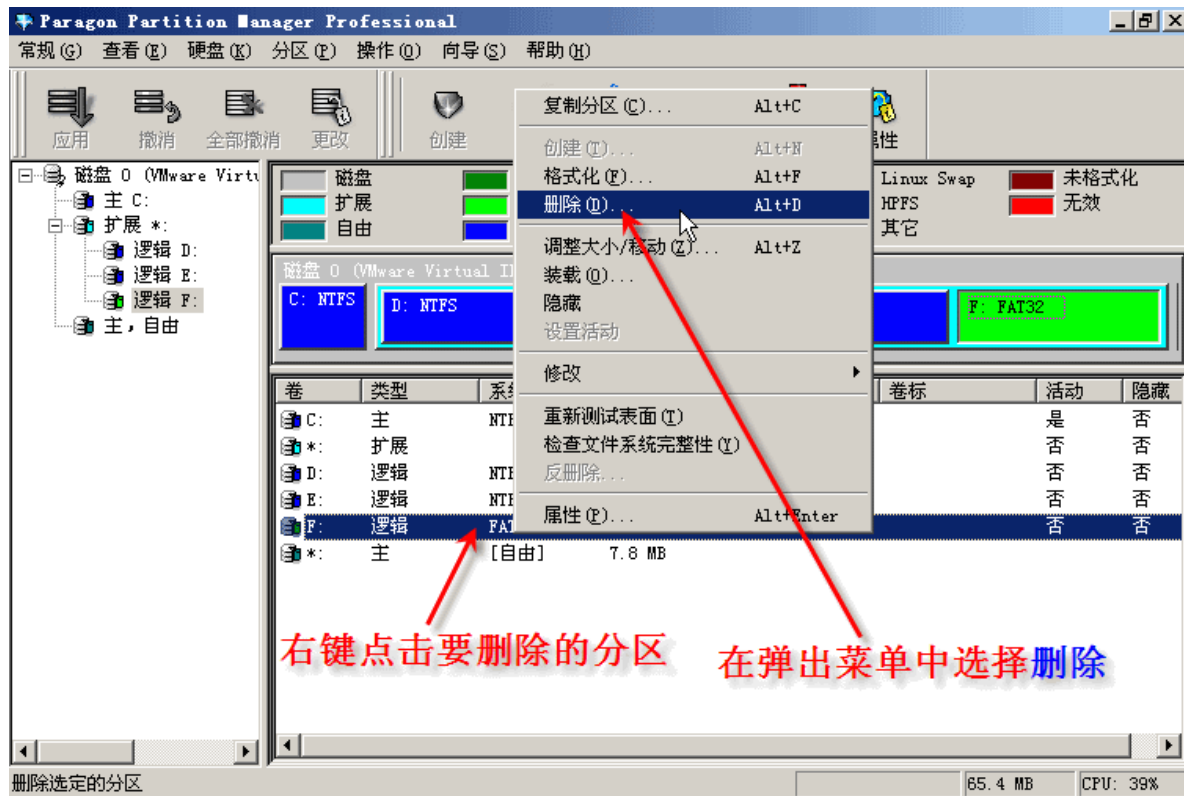 Paragon Partition Manager Professional
常规(G) 查看(E) 硬盘(K) 分区(P) 操作(O) 向导(S) 帮助(H)
应用 撤消 全部撤消 更改 创建 性
磁盘 0 (VMware Virtu
主 C:
扩展 *:
逻辑 D:
逻辑 E:
逻辑 F:
主，自由
磁盘
扩展
自由
Linux Swap 未格式化
HPFS 无效
其它
复制分区(C)... Alt+C
创建(T)... Alt+N
格式化(F)... Alt+F
删除(D)... Alt+D
调整大小/移动(Z)... Alt+Z
装载(O)...
隐藏
设置活动
修改
重新测试表面(T)
检查文件系统完整性(Y)
反删除...
属性(P)... Alt+Enter
磁盘 0 (VMware Virtual I
C: NTFS D: NTFS F: FAT32
卷 类型 系 卷标 活动 隐藏
C: 主 NT 是 否
*: 扩展 否 否
D: 逻辑 NT 否 否
E: 逻辑 NT 否 否
F: 逻辑 FA 否 否
*: 主 [自由] 7.8 MB
右键点击要删除的分区
在弹出菜单中选择删除
删除选定的分区 65.4 MB CPU: 39%